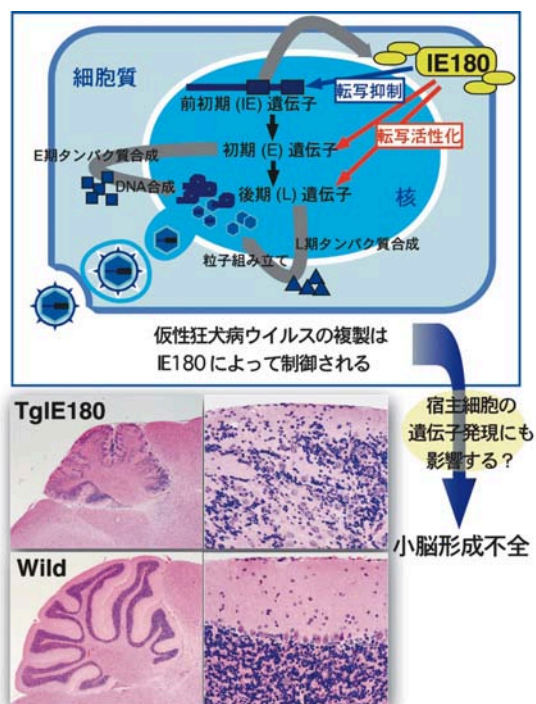 細胞質
IE180
前初期 (IE) 遺伝子
転写抑制
転写活性化
初期 (E) 遺伝子
E期タンパク質合成
DNA合成
後期 (L) 遺伝子
核
L期タンパク質合成
粒子組み立て
仮性狂犬病ウイルスの複製は
IE180 によって制御される
宿主細胞の
遺伝子発現にも
影響する？
小脳形成不全
TgIE180
Wild